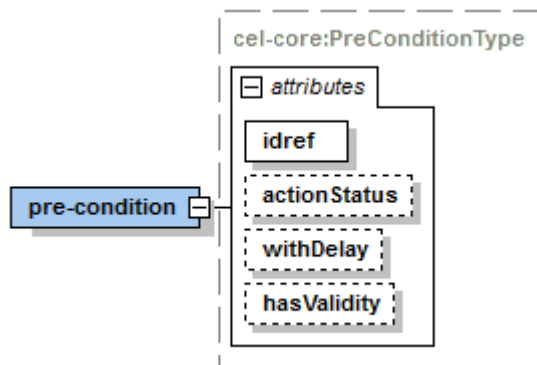 cel-core:PreConditionType
attributes
idref
actionStatus
pre-condition
withDelay
hasValidity